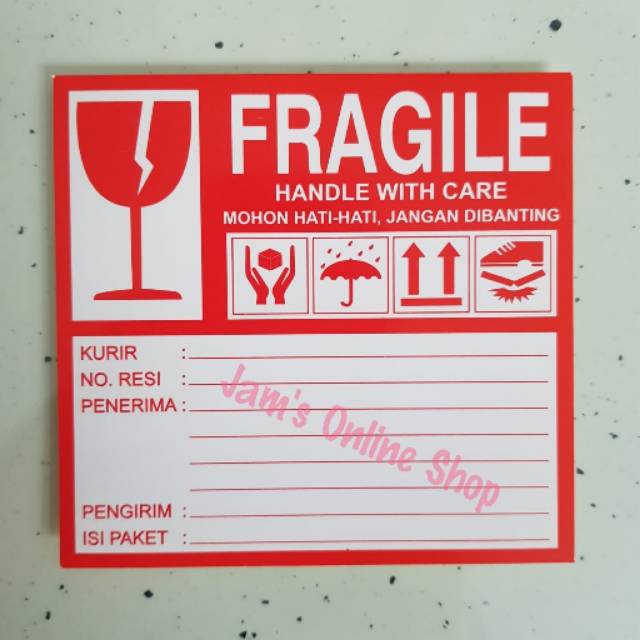 FRAGILE
HANDLE WITH CARE
MOHON HATI-HATI, JANGAN DIBANTING
KURIR :
NO. RESI :
PENERIMA :
Jam's Online Shop
PENGIRIM :
ISI PAKET :